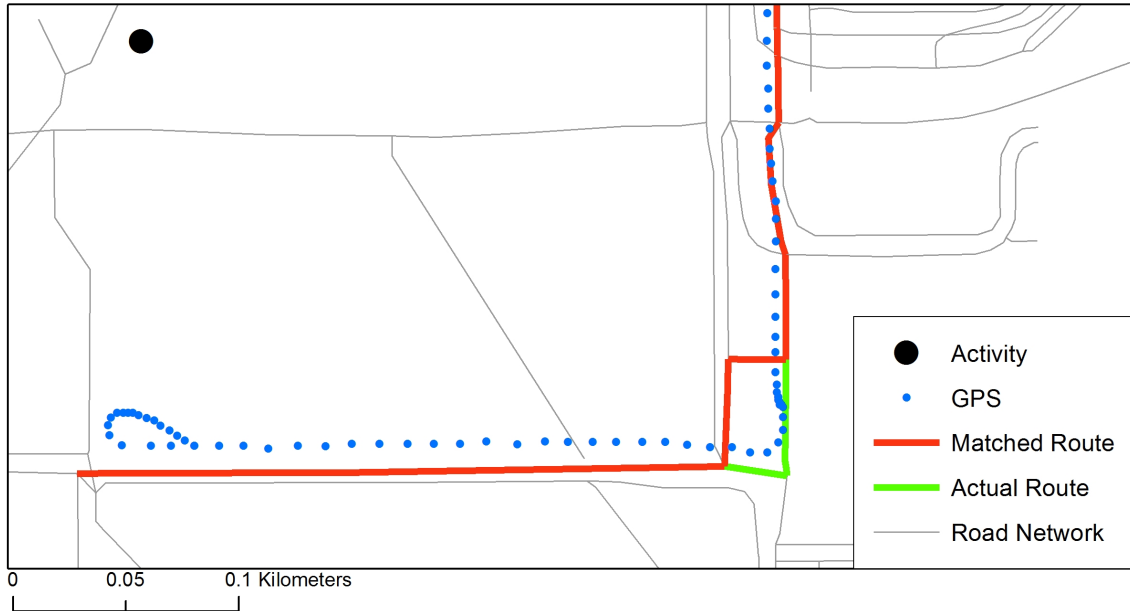 Activity
GPS
Matched Route
Actual Route
Road Network
0 0.05 0.1 Kilometers